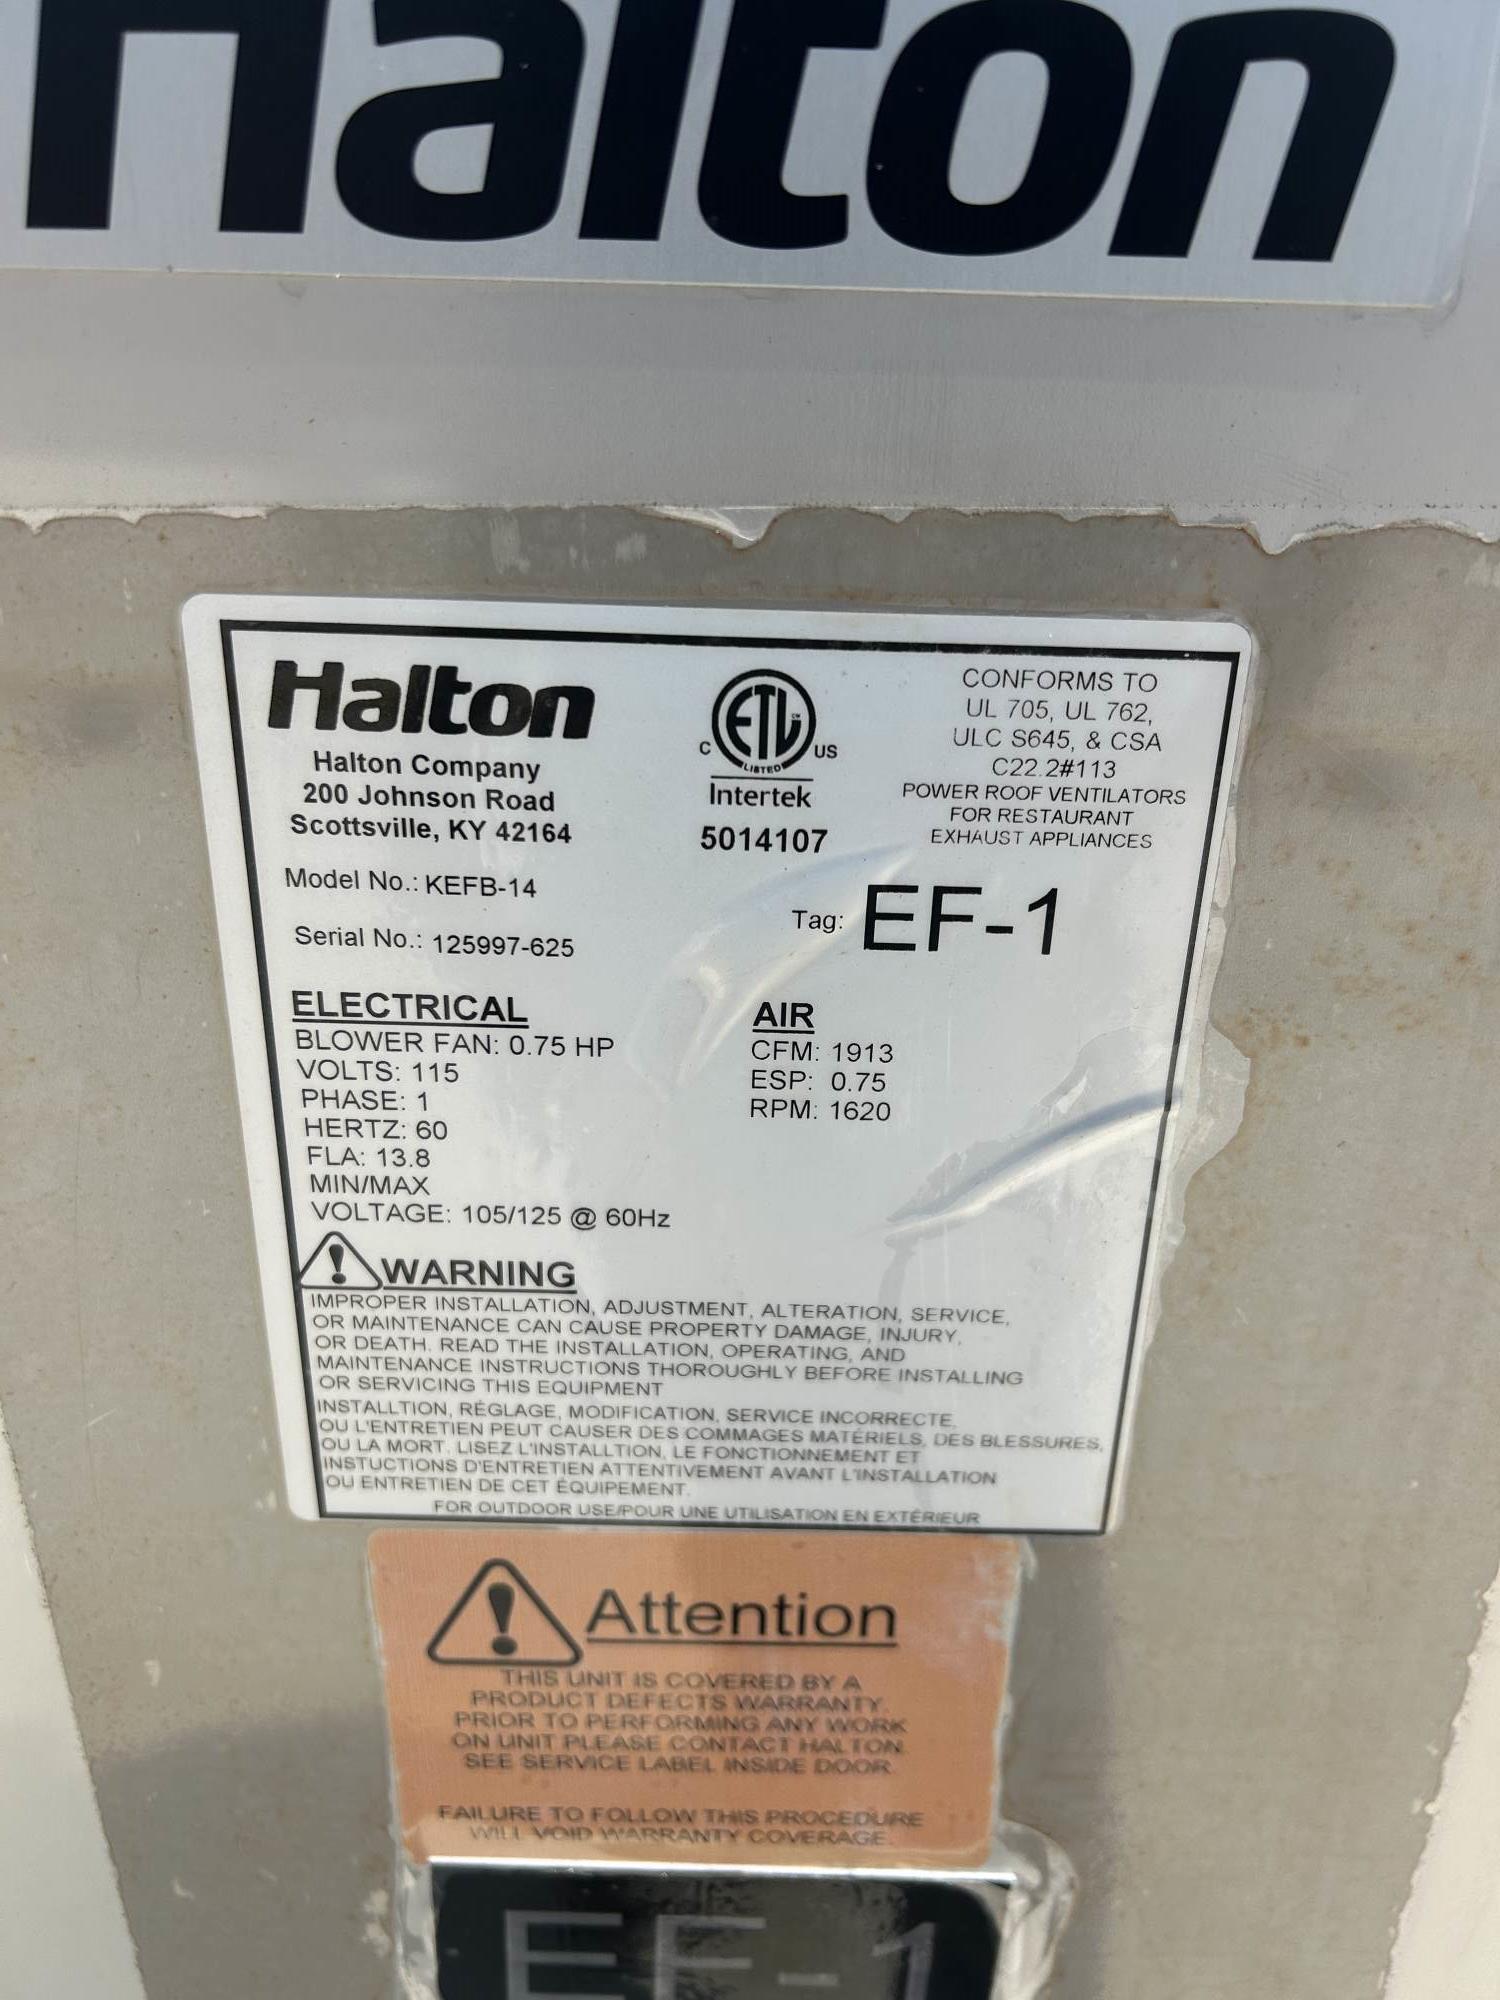 Halton
Halton
Halton Company
200 Johnson Road
Scottsville, KY 42164
ETL
CM
LISTED
C
US
Intertek
5014107
CONFORMS TO
UL 705, UL 762,
ULC S645, & CSA
C22.2#113
POWER ROOF VENTILATORS
FOR RESTAURANT
EXHAUST APPLIANCES
Model No.: KEFB-14
Serial No.: 125997-625
Tag: EF-1
ELECTRICAL
BLOWER FAN: 0.75 HP
VOLTS: 115
PHASE: 1
HERTZ: 60
FLA: 13.8
MIN/MAX
VOLTAGE: 105/125 @ 60Hz
AIR
CFM: 1913
ESP: 0.75
RPM: 1620
WARNING
IMPROPER INSTALLATION, ADJUSTMENT, ALTERATION, SERVICE,
OR MAINTENANCE CAN CAUSE PROPERTY DAMAGE, INJURY,
OR DEATH. READ THE INSTALLATION, OPERATING, AND
MAINTENANCE INSTRUCTIONS THOROUGHLY BEFORE INSTALLING
OR SERVICING THIS EQUIPMENT
INSTALLTION, RÉGLAGE, MODIFICATION, SERVICE INCORRECTE,
OU L'ENTRETIEN PEUT CAUSER DES COMMAGES MATÉRIELS, DES BLESSURES,
OU LA MORT. LISEZ L'INSTALLTION, LE FONCTIONNEMENT ET
INSTUCTIONS D'ENTRETIEN ATTENTIVEMENT AVANT L'INSTALLATION
OU ENTRETIEN DE CET ÉQUIPEMENT.
FOR OUTDOOR USE/POUR UNE UTILISATION EN EXTÉRIEUR
Attention
THIS UNIT IS COVERED BY A
PRODUCT DEFECTS WARRANTY.
PRIOR TO PERFORMING ANY WORK
ON UNIT PLEASE CONTACT HALTON.
SEE SERVICE LABEL INSIDE DOOR.
FAILURE TO FOLLOW THIS PROCEDURE
WILL VOID WARRANTY COVERAGE.
EF-1